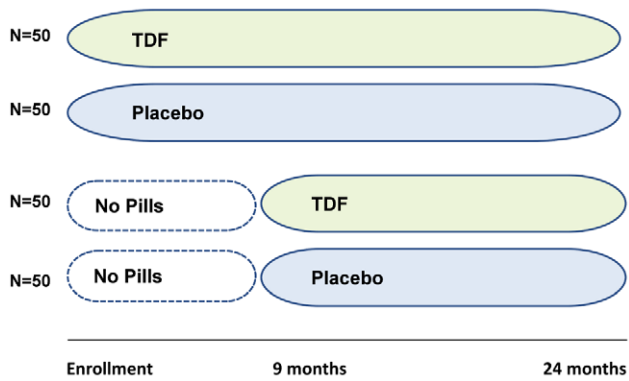 N=50 TDF
N=50 Placebo
N=50 No Pills TDF
N=50 No Pills Placebo
Enrollment 9 months 24 months